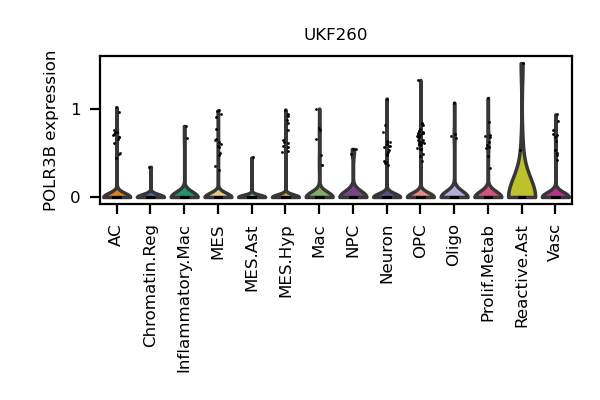 UKF260
POLR3B expression
1
0
AC
Chromatin.Reg
Inflammatory.Mac
MES
MES.Ast
MES.Hyp
Mac
NPC
Neuron
OPC
Oligo
Prolif.Metab
Reactive.Ast
Vasc